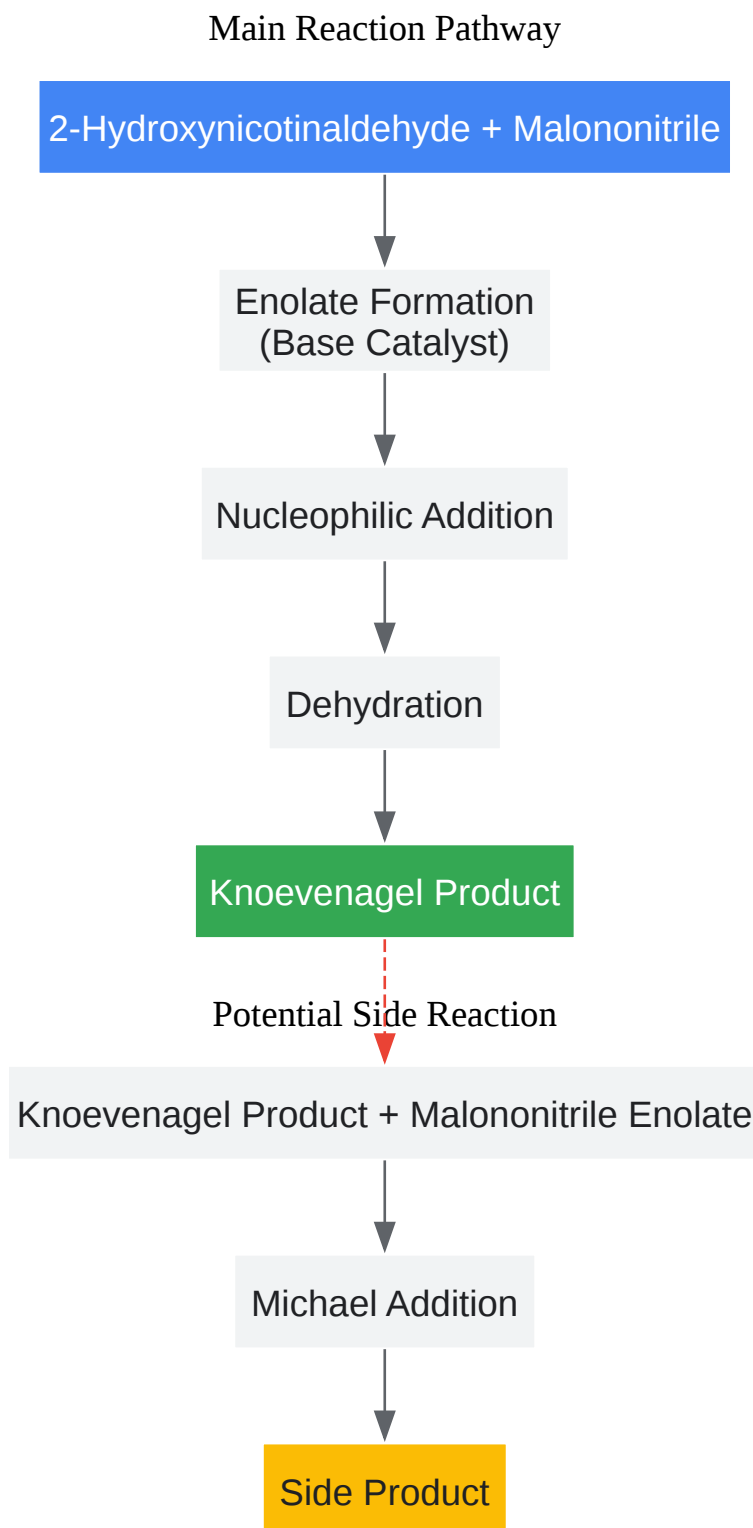 Main Reaction Pathway
2-Hydroxynicotinaldehyde + Malononitrile
Enolate Formation
(Base Catalyst)
Nucleophilic Addition
Dehydration
Knoevenagel Product
Potential Side Reaction
Knoevenagel Product + Malononitrile Enolate
Michael Addition
Side Product